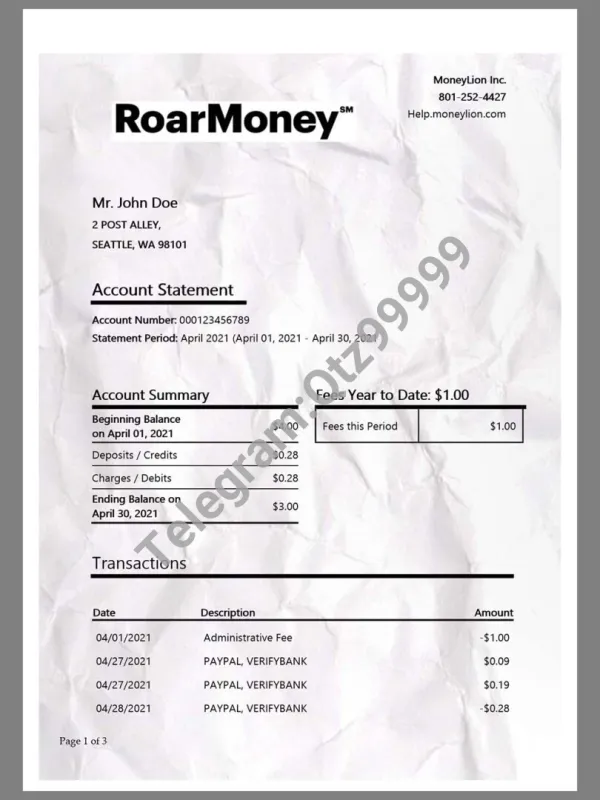 MoneyLion Inc.
801-252-4427
Help.moneylion.com
RoarMoney℠
Mr. John Doe
2 POST ALLEY,
SEATTLE, WA 98101
Account Statement
Account Number: 000123456789
Statement Period: April 2021 (April 01, 2021 - April 30, 2021)
Account Summary
Beginning Balance
on April 01, 2021 $4.00
Deposits / Credits $0.28
Charges / Debits $0.28
Ending Balance on
April 30, 2021 $3.00
Fees Year to Date: $1.00
Fees this Period $1.00
Telegram:Otz99999
Transactions
Date Description Amount
04/01/2021 Administrative Fee -$1.00
04/27/2021 PAYPAL, VERIFYBANK $0.09
04/27/2021 PAYPAL, VERIFYBANK $0.19
04/28/2021 PAYPAL, VERIFYBANK -$0.28
Page 1 of 3